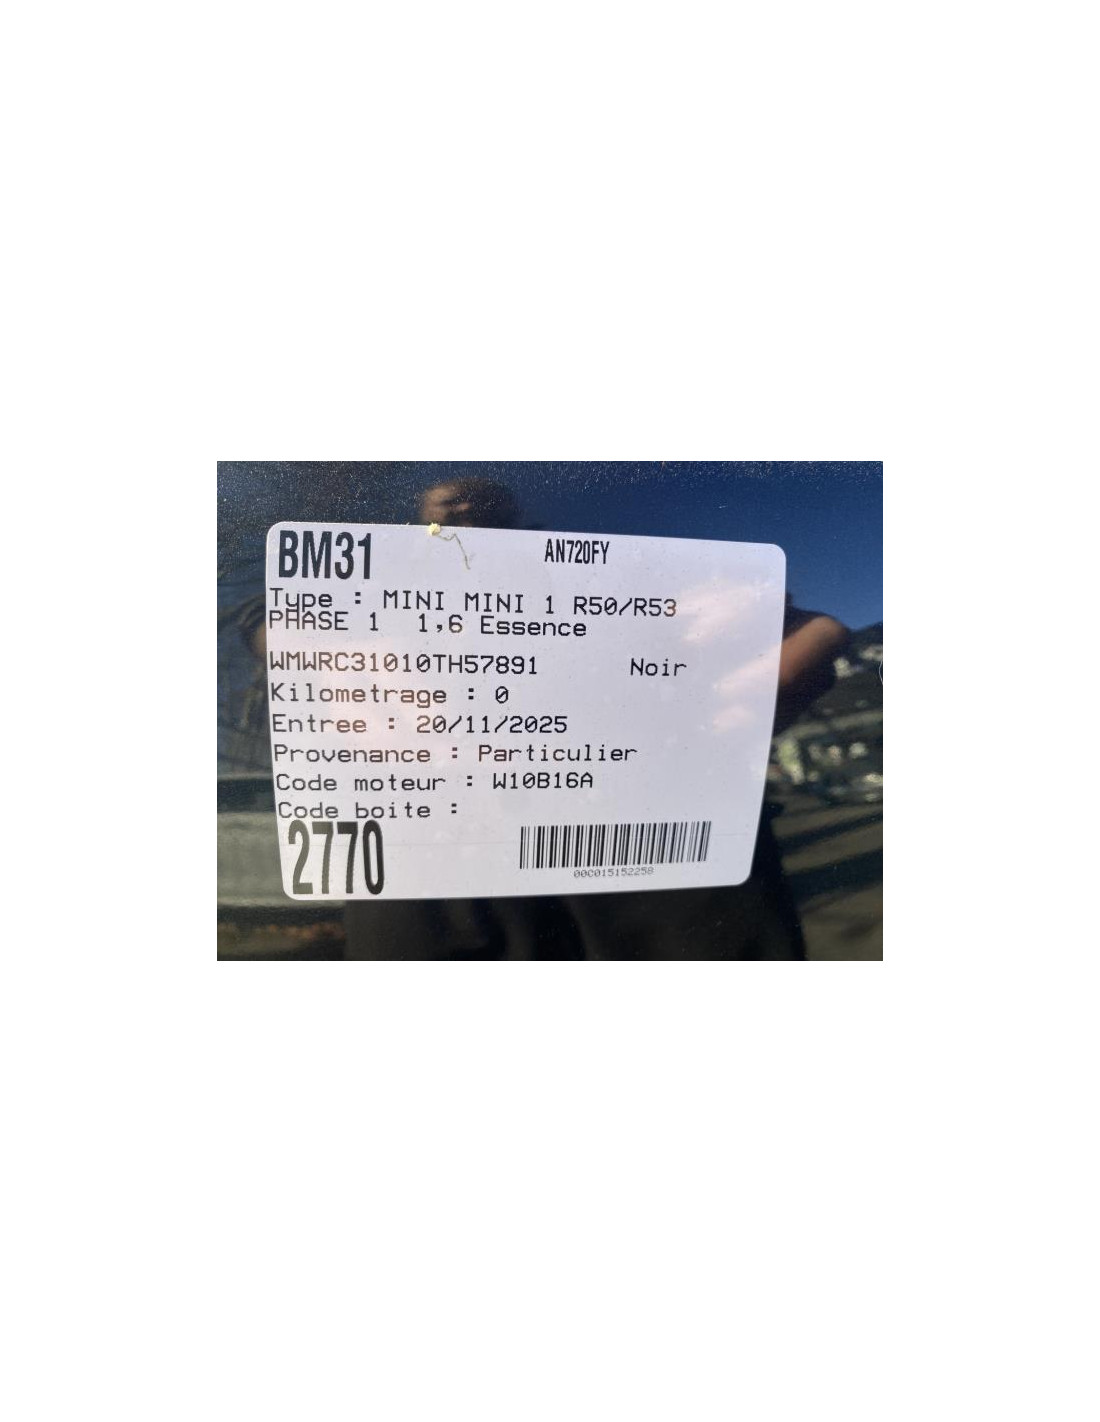 BM31 AN720FY
Type : MINI MINI 1 R50/R53
PHASE 1 1,6 Essence
WMWRC31010TH57891 Noir
Kilometrage : 0
Entree : 20/11/2025
Provenance : Particulier
Code moteur : W10B16A
Code boite :
2770
00C015152258